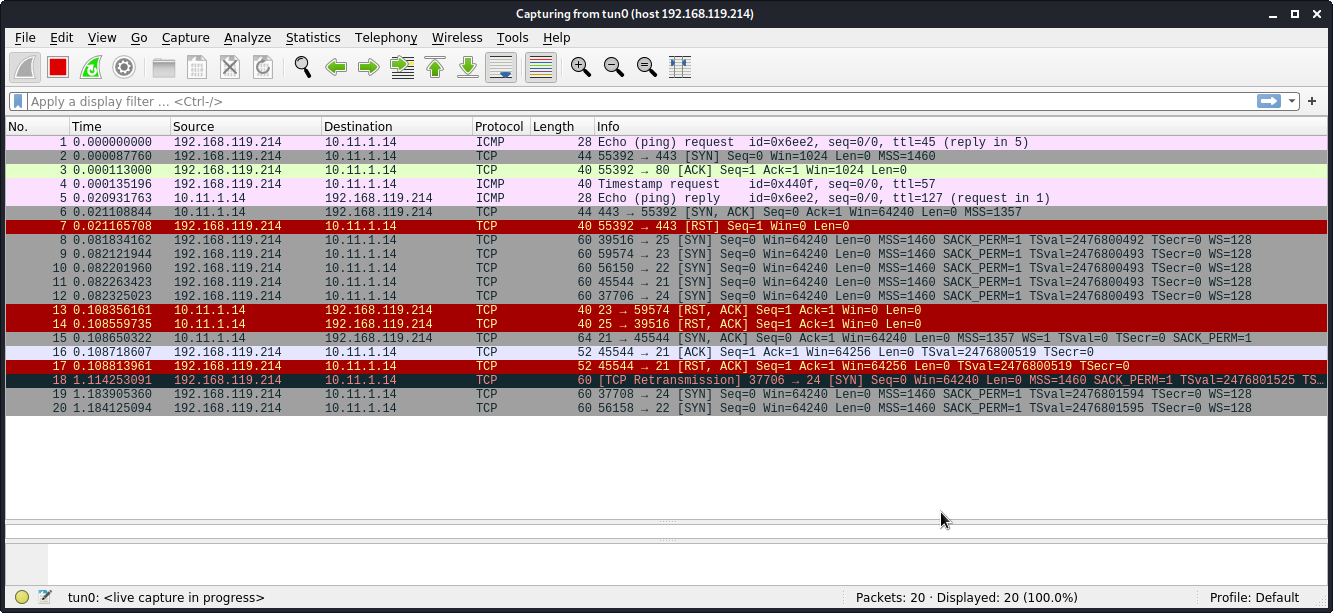 Capturing from tun0 (host 192.168.119.214)
File Edit View Go Capture Analyze Statistics Telephony Wireless Tools Help
Apply a display filter ... <Ctrl-/>
No. Time Source Destination Protocol Length Info
1 0.000000000 192.168.119.214 10.11.1.14 ICMP 28 Echo (ping) request id=0x6ee2, seq=0/0, ttl=45 (reply in 5)
2 0.000087760 192.168.119.214 10.11.1.14 TCP 44 55392 → 443 [SYN] Seq=0 Win=1024 Len=0 MSS=1460
3 0.000113000 192.168.119.214 10.11.1.14 TCP 40 55392 → 80 [ACK] Seq=1 Ack=1 Win=1024 Len=0
4 0.000135196 192.168.119.214 10.11.1.14 ICMP 40 Timestamp request id=0x440f, seq=0/0, ttl=57
5 0.020931763 10.11.1.14 192.168.119.214 ICMP 28 Echo (ping) reply id=0x6ee2, seq=0/0, ttl=127 (request in 1)
6 0.021108844 10.11.1.14 192.168.119.214 TCP 44 443 → 55392 [SYN, ACK] Seq=0 Ack=1 Win=64240 Len=0 MSS=1357
7 0.021165708 192.168.119.214 10.11.1.14 TCP 40 55392 → 443 [RST] Seq=1 Win=0 Len=0
8 0.081834162 192.168.119.214 10.11.1.14 TCP 60 39516 → 25 [SYN] Seq=0 Win=64240 Len=0 MSS=1460 SACK_PERM=1 TSval=2476800492 TSecr=0 WS=128
9 0.082121944 192.168.119.214 10.11.1.14 TCP 60 59574 → 23 [SYN] Seq=0 Win=64240 Len=0 MSS=1460 SACK_PERM=1 TSval=2476800493 TSecr=0 WS=128
10 0.082201960 192.168.119.214 10.11.1.14 TCP 60 56150 → 22 [SYN] Seq=0 Win=64240 Len=0 MSS=1460 SACK_PERM=1 TSval=2476800493 TSecr=0 WS=128
11 0.082263423 192.168.119.214 10.11.1.14 TCP 60 45544 → 21 [SYN] Seq=0 Win=64240 Len=0 MSS=1460 SACK_PERM=1 TSval=2476800493 TSecr=0 WS=128
12 0.082325023 192.168.119.214 10.11.1.14 TCP 60 37706 → 24 [SYN] Seq=0 Win=64240 Len=0 MSS=1460 SACK_PERM=1 TSval=2476800493 TSecr=0 WS=128
13 0.108356161 10.11.1.14 192.168.119.214 TCP 40 23 → 59574 [RST, ACK] Seq=1 Ack=1 Win=0 Len=0
14 0.108559735 10.11.1.14 192.168.119.214 TCP 40 25 → 39516 [RST, ACK] Seq=1 Ack=1 Win=0 Len=0
15 0.108650322 10.11.1.14 192.168.119.214 TCP 64 21 → 45544 [SYN, ACK] Seq=0 Ack=1 Win=64240 Len=0 MSS=1357 WS=1 TSval=0 TSecr=0 SACK_PERM=1
16 0.108718607 192.168.119.214 10.11.1.14 TCP 52 45544 → 21 [ACK] Seq=1 Ack=1 Win=64256 Len=0 TSval=2476800519 TSecr=0
17 0.108813961 192.168.119.214 10.11.1.14 TCP 52 45544 → 21 [RST, ACK] Seq=1 Ack=1 Win=64256 Len=0 TSval=2476800519 TSecr=0
18 1.114253091 192.168.119.214 10.11.1.14 TCP 60 [TCP Retransmission] 37706 → 24 [SYN] Seq=0 Win=64240 Len=0 MSS=1460 SACK_PERM=1 TSval=2476801525 TS…
19 1.183905360 192.168.119.214 10.11.1.14 TCP 60 37708 → 24 [SYN] Seq=0 Win=64240 Len=0 MSS=1460 SACK_PERM=1 TSval=2476801594 TSecr=0 WS=128
20 1.184125094 192.168.119.214 10.11.1.14 TCP 60 56158 → 22 [SYN] Seq=0 Win=64240 Len=0 MSS=1460 SACK_PERM=1 TSval=2476801595 TSecr=0 WS=128
tun0: <live capture in progress> Packets: 20 · Displayed: 20 (100.0%) Profile: Default